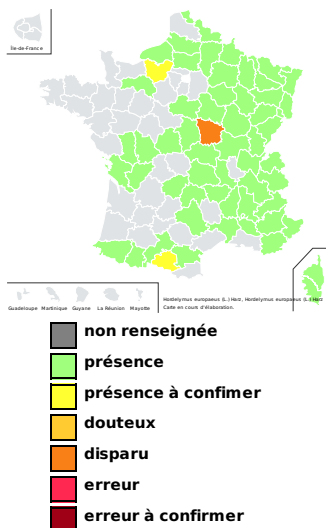 Île-de-France
Guadeloupe Martinique Guyane La Réunion Mayotte
Hordelymus europaeus (L.) Harz, Hordelymus europaeus (L.) Harz
Carte en cours d'élaboration.
non renseignée
présence
présence à confimer
douteux
disparu
erreur
erreur à confirmer